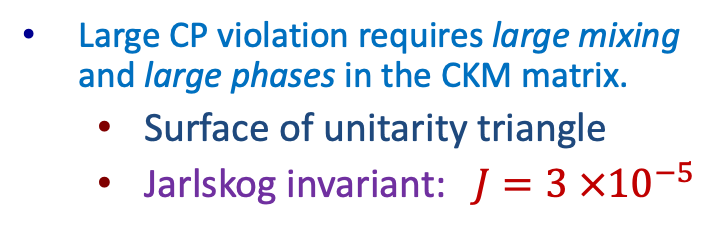 • Large CP violation requires large mixing
and large phases in the CKM matrix.
• Surface of unitarity triangle
• Jarlskog invariant: J = 3 ×10⁻⁵